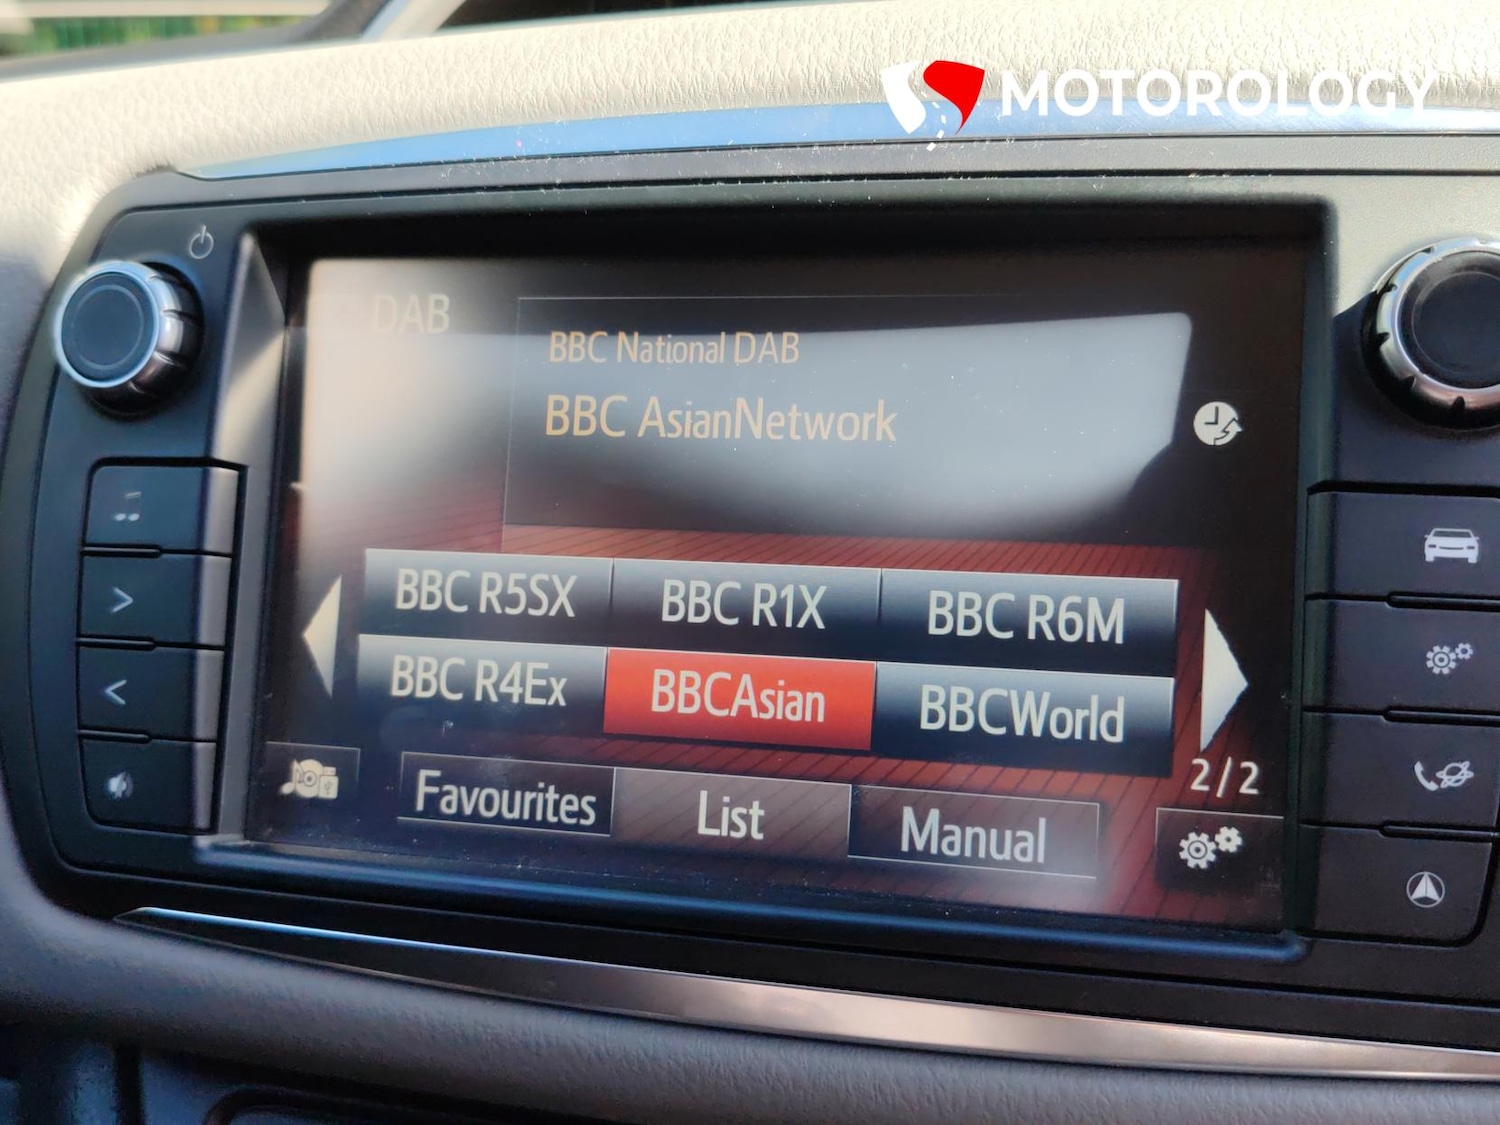 MOTOROLOGY
DAB
BBC National DAB
BBC AsianNetwork
BBC R5SX
BBC R1X
BBC R6M
BBC R4Ex
BBCAsian
BBCWorld
2/2
Favourites
List
Manual